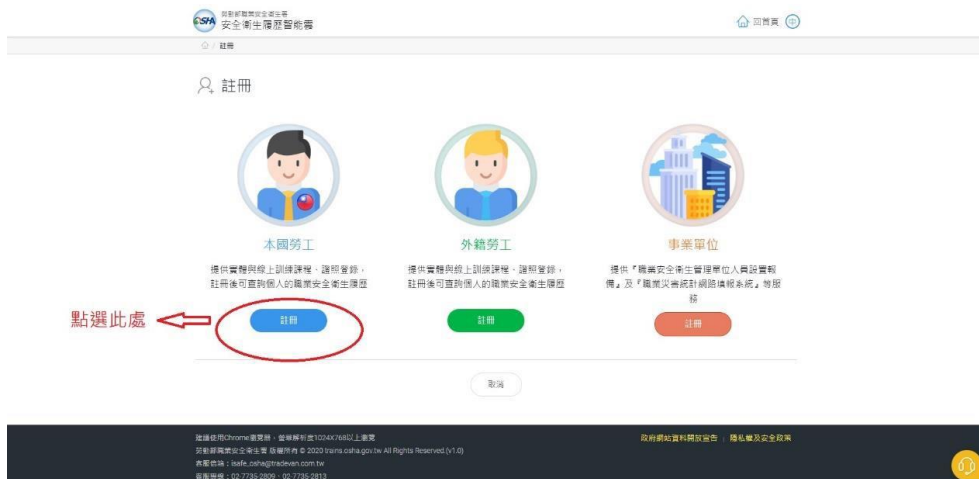 OSHA
勞動部職業安全衛生署
安全衛生履歷智能雲
回首頁
中
/ 註冊
註冊
本國勞工
外籍勞工
事業單位
提供實體與線上訓練課程、證照登錄，
註冊後可查詢個人的職業安全衛生履歷
提供實體與線上訓練課程、證照登錄，
註冊後可查詢個人的職業安全衛生履歷
提供『職業安全衛生管理單位人員設置報
備』及『職業災害統計網路填報系統』等服
務
點選此處
註冊
註冊
註冊
取消
建議使用Chrome瀏覽器，螢幕解析度1024X768以上瀏覽
政府網站資料開放宣告
隱私權及安全政策
勞動部職業安全衛生署 版權所有 © 2020 trains.osha.gov.tw All Rights Reserved.(v1.0)
客服信箱：isafe_osha@tradevan.com.tw
客服專線：02-7735-2809、02-7735-2813